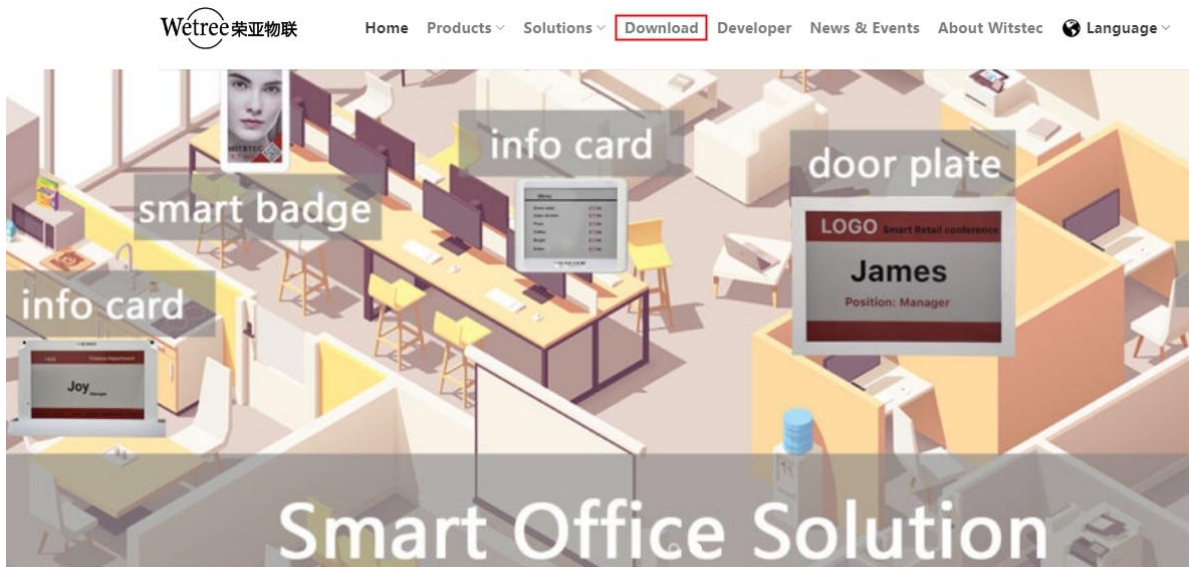 Wetree荣亚物联
Home Products Solutions Download Developer News & Events About Witstec Language
info card
door plate
smart badge
LOGO Smart Retail conference
James
Position: Manager
info card
Menu
Joy
Manager
Smart Office Solution